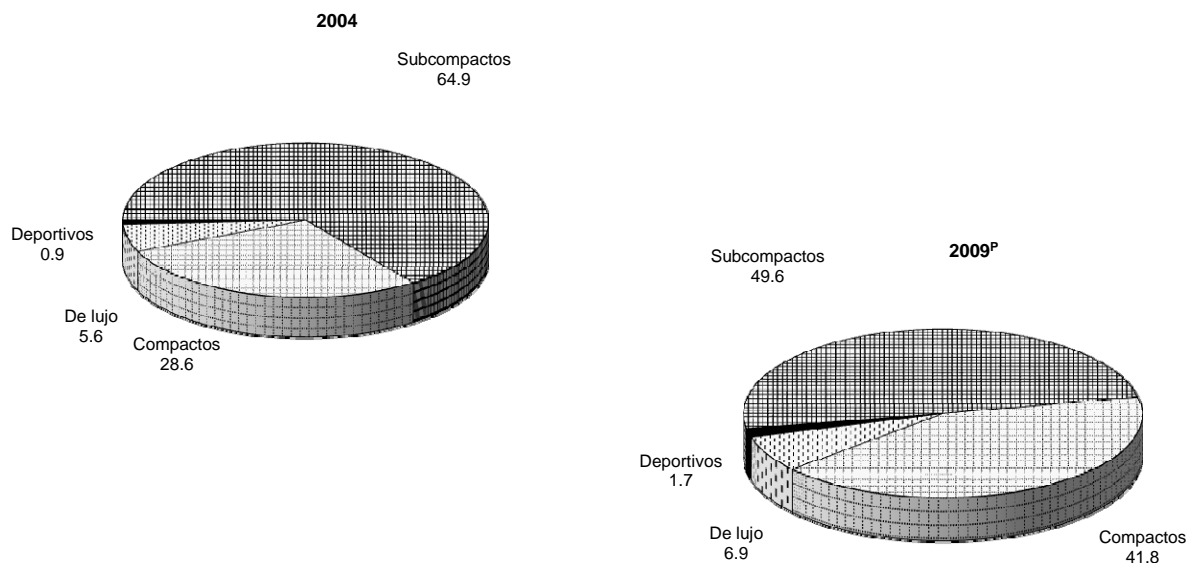 2004
Subcompactos
64.9
Deportivos
0.9
De lujo
5.6
Compactos
28.6
2009ᴾ
Subcompactos
49.6
Deportivos
1.7
De lujo
6.9
Compactos
41.8